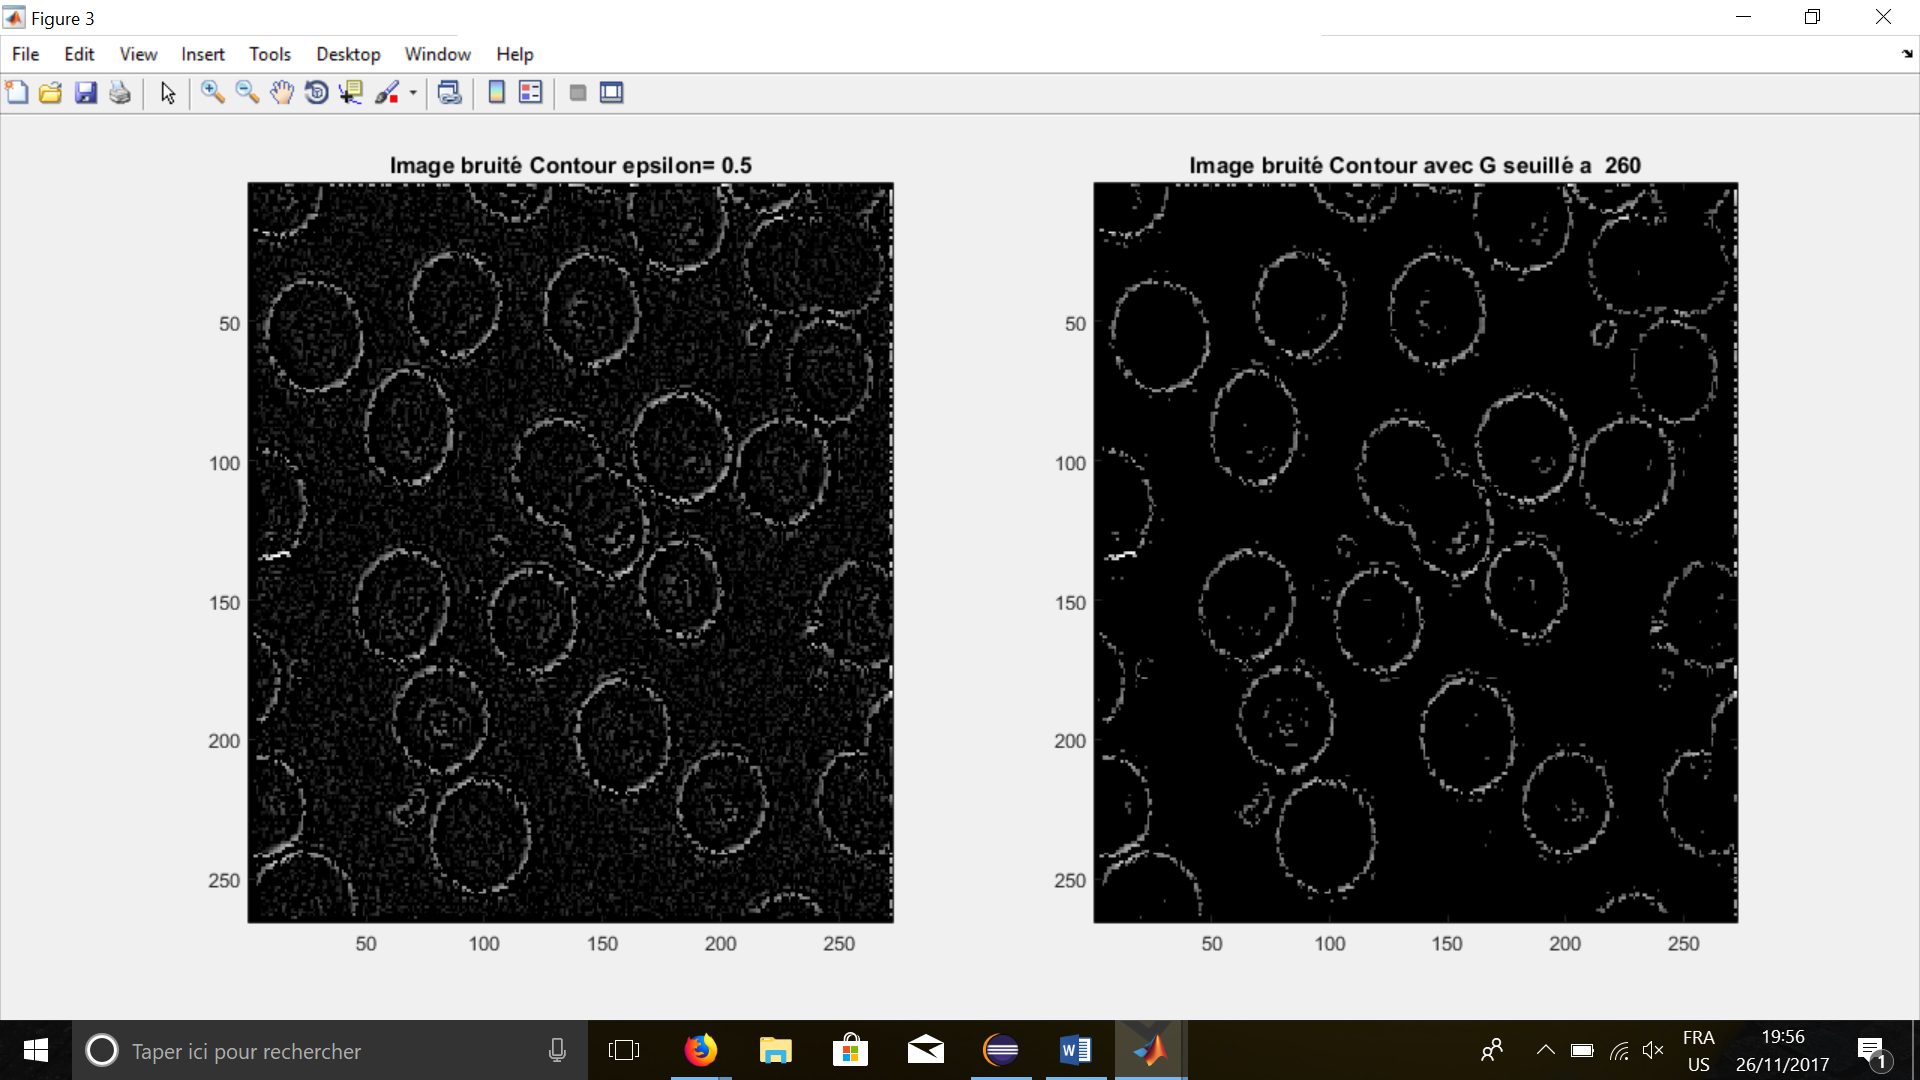 Figure 3
File Edit View Insert Tools Desktop Window Help
Image bruité Contour epsilon= 0.5
50
100
150
200
250
50 100 150 200 250
Image bruité Contour avec G seuillé a  260
50
100
150
200
250
50 100 150 200 250
Taper ici pour rechercher
W
FRA
US
19:56
26/11/2017
1